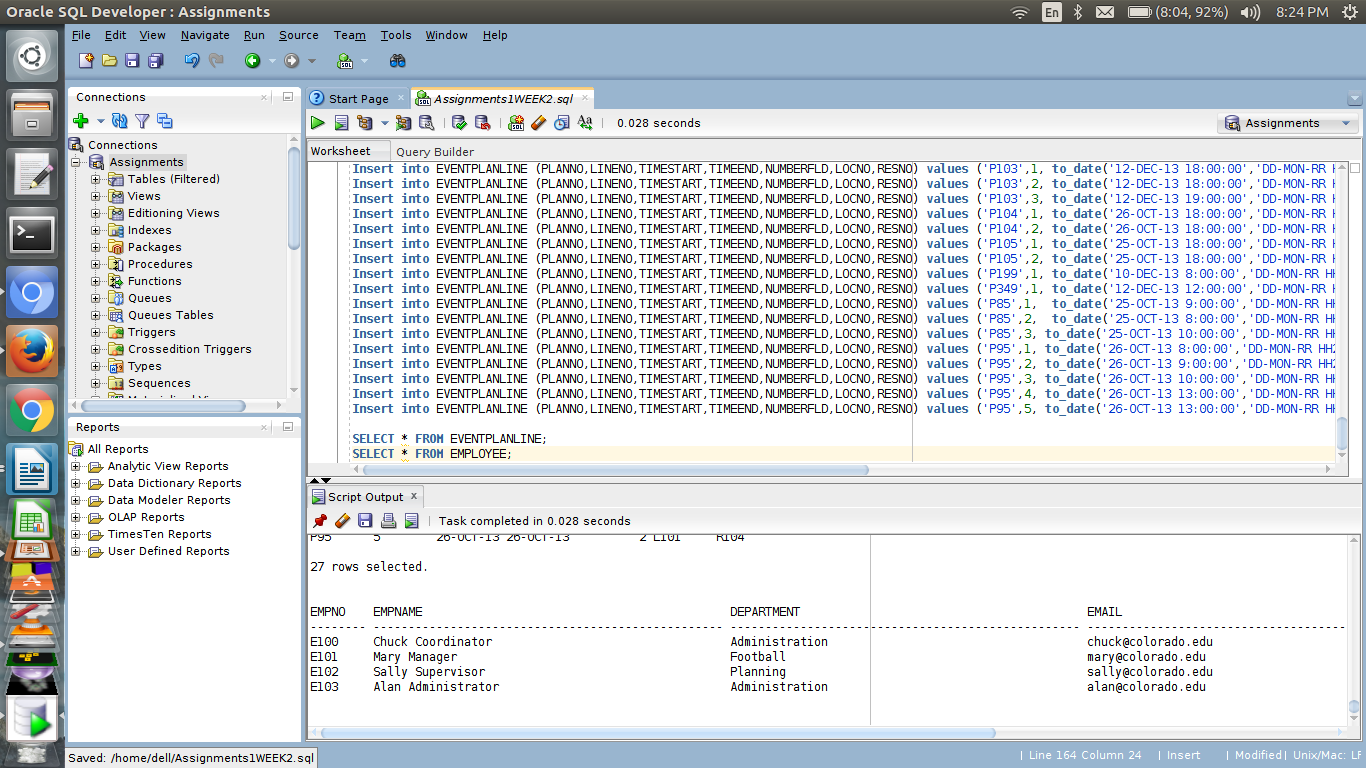 Oracle SQL Developer : Assignments
En
(8:04, 92%)
8:24 PM
File Edit View Navigate Run Source Team Tools Window Help
Connections
Connections
Assignments
Tables (Filtered)
Views
Editioning Views
Indexes
Packages
Procedures
Functions
Queues
Queues Tables
Triggers
Crossedition Triggers
Types
Sequences
Reports
All Reports
Analytic View Reports
Data Dictionary Reports
Data Modeler Reports
OLAP Reports
TimesTen Reports
User Defined Reports
Start Page
Assignments1WEEK2.sql
0.028 seconds
Assignments
Worksheet Query Builder
Insert into EVENTPLANLINE (PLANNO,LINENO,TIMESTART,TIMEEND,NUMBERFLD,LOCNO,RESNO) values ('P103',1, to_date('12-DEC-13 18:00:00','DD-MON-RR
Insert into EVENTPLANLINE (PLANNO,LINENO,TIMESTART,TIMEEND,NUMBERFLD,LOCNO,RESNO) values ('P103',2, to_date('12-DEC-13 18:00:00','DD-MON-RR
Insert into EVENTPLANLINE (PLANNO,LINENO,TIMESTART,TIMEEND,NUMBERFLD,LOCNO,RESNO) values ('P103',3, to_date('12-DEC-13 19:00:00','DD-MON-RR
Insert into EVENTPLANLINE (PLANNO,LINENO,TIMESTART,TIMEEND,NUMBERFLD,LOCNO,RESNO) values ('P104',1, to_date('26-OCT-13 18:00:00','DD-MON-RR
Insert into EVENTPLANLINE (PLANNO,LINENO,TIMESTART,TIMEEND,NUMBERFLD,LOCNO,RESNO) values ('P104',2, to_date('26-OCT-13 18:00:00','DD-MON-RR
Insert into EVENTPLANLINE (PLANNO,LINENO,TIMESTART,TIMEEND,NUMBERFLD,LOCNO,RESNO) values ('P105',1, to_date('25-OCT-13 18:00:00','DD-MON-RR
Insert into EVENTPLANLINE (PLANNO,LINENO,TIMESTART,TIMEEND,NUMBERFLD,LOCNO,RESNO) values ('P105',2, to_date('25-OCT-13 18:00:00','DD-MON-RR
Insert into EVENTPLANLINE (PLANNO,LINENO,TIMESTART,TIMEEND,NUMBERFLD,LOCNO,RESNO) values ('P199',1, to_date('10-DEC-13 8:00:00','DD-MON-RR HH
Insert into EVENTPLANLINE (PLANNO,LINENO,TIMESTART,TIMEEND,NUMBERFLD,LOCNO,RESNO) values ('P349',1, to_date('12-DEC-13 12:00:00','DD-MON-RR
Insert into EVENTPLANLINE (PLANNO,LINENO,TIMESTART,TIMEEND,NUMBERFLD,LOCNO,RESNO) values ('P85',1, to_date('25-OCT-13 9:00:00','DD-MON-RR HH
Insert into EVENTPLANLINE (PLANNO,LINENO,TIMESTART,TIMEEND,NUMBERFLD,LOCNO,RESNO) values ('P85',2, to_date('25-OCT-13 8:00:00','DD-MON-RR HH
Insert into EVENTPLANLINE (PLANNO,LINENO,TIMESTART,TIMEEND,NUMBERFLD,LOCNO,RESNO) values ('P85',3, to_date('25-OCT-13 10:00:00','DD-MON-RR H
Insert into EVENTPLANLINE (PLANNO,LINENO,TIMESTART,TIMEEND,NUMBERFLD,LOCNO,RESNO) values ('P95',1, to_date('26-OCT-13 8:00:00','DD-MON-RR HH2
Insert into EVENTPLANLINE (PLANNO,LINENO,TIMESTART,TIMEEND,NUMBERFLD,LOCNO,RESNO) values ('P95',2, to_date('26-OCT-13 9:00:00','DD-MON-RR HH2
Insert into EVENTPLANLINE (PLANNO,LINENO,TIMESTART,TIMEEND,NUMBERFLD,LOCNO,RESNO) values ('P95',3, to_date('26-OCT-13 10:00:00','DD-MON-RR H
Insert into EVENTPLANLINE (PLANNO,LINENO,TIMESTART,TIMEEND,NUMBERFLD,LOCNO,RESNO) values ('P95',4, to_date('26-OCT-13 13:00:00','DD-MON-RR H
Insert into EVENTPLANLINE (PLANNO,LINENO,TIMESTART,TIMEEND,NUMBERFLD,LOCNO,RESNO) values ('P95',5, to_date('26-OCT-13 13:00:00','DD-MON-RR H
SELECT * FROM EVENTPLANLINE;
SELECT * FROM EMPLOYEE;
Script Output
Task completed in 0.028 seconds
P95 5 26-OCT-13 26-OCT-13 2 L101 R104
27 rows selected.
EMPNO EMPNAME DEPARTMENT EMAIL
E100 Chuck Coordinator Administration chuck@colorado.edu
E101 Mary Manager Football mary@colorado.edu
E102 Sally Supervisor Planning sally@colorado.edu
E103 Alan Administrator Administration alan@colorado.edu
Saved: /home/dell/Assignments1WEEK2.sql
Line 164 Column 24 | Insert | Modified | Unix/Mac: LF